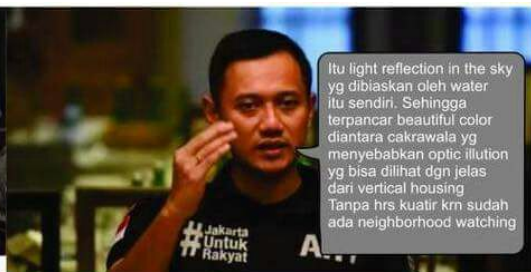 Itu light reflection in the sky
yg dibiaskan oleh water
itu sendiri. Sehingga
terpancar beautiful color
diantara cakrawala yg
menyebabkan optic illution
yg bisa dilihat dgn jelas
dari vertical housing
Tanpa hrs kuatir krn sudah
ada neighborhood watching
#Jakarta
Untuk
Rakyat